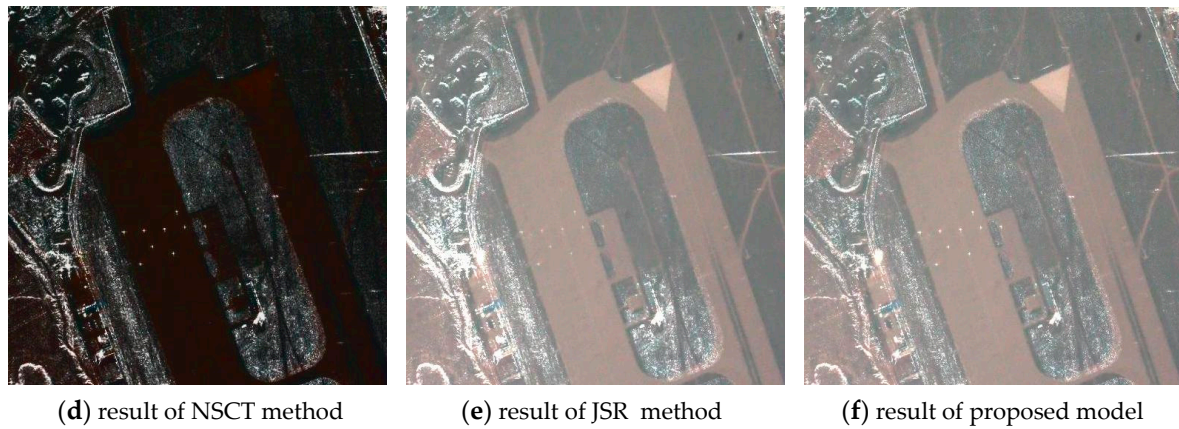 (d) result of NSCT method
(e) result of JSR method
(f) result of proposed model